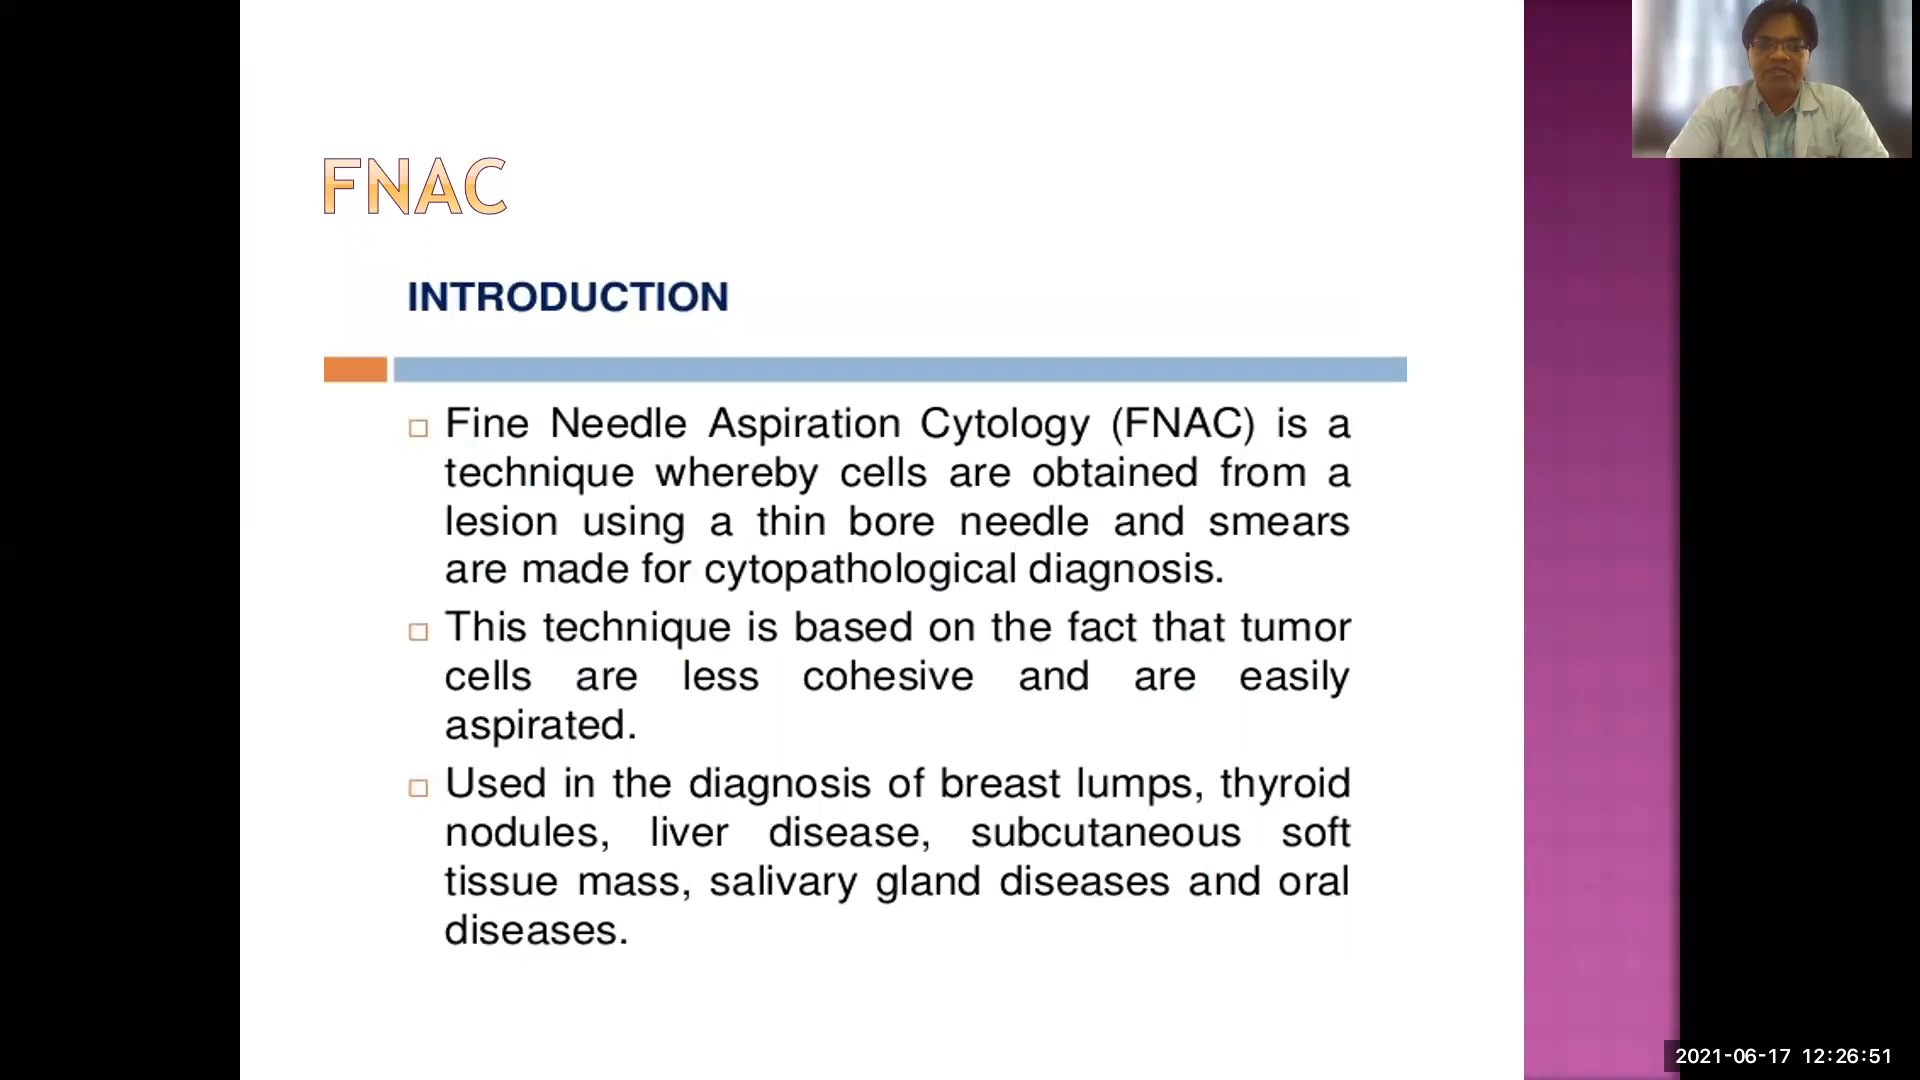 FNAC
INTRODUCTION
Fine Needle Aspiration Cytology (FNAC) is a
technique whereby cells are obtained from a
lesion using a thin bore needle and smears
are made for cytopathological diagnosis.
This technique is based on the fact that tumor
cells are less cohesive and are easily
aspirated.
Used in the diagnosis of breast lumps, thyroid
nodules, liver disease, subcutaneous soft
tissue mass, salivary gland diseases and oral
diseases.
2021-06-17 12:26:51